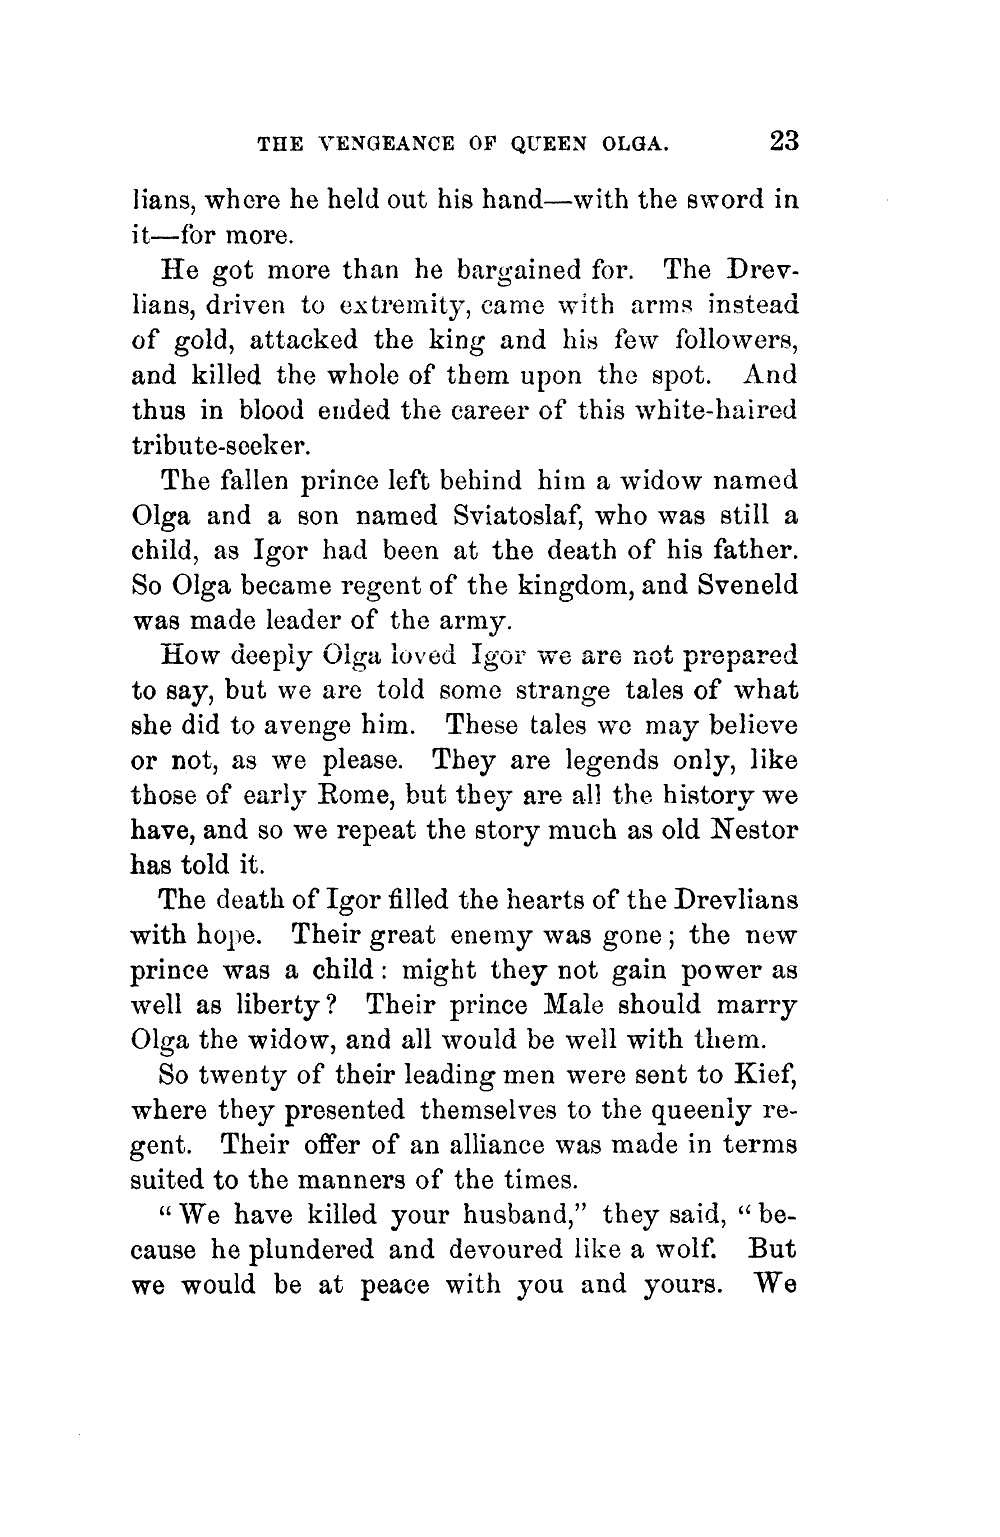 THE VENGEANCE OF QUEEN OLGA. 23
lians, where he held out his hand—with the sword in
it—for more.
He got more than he bargained for. The Drev-
lians, driven to extremity, came with arms instead
of gold, attacked the king and his few followers,
and killed the whole of them upon the spot. And
thus in blood ended the career of this white-haired
tribute-seeker.
The fallen prince left behind him a widow named
Olga and a son named Sviatoslaf, who was still a
child, as Igor had been at the death of his father.
So Olga became regent of the kingdom, and Sveneld
was made leader of the army.
How deeply Olga loved Igor we are not prepared
to say, but we are told some strange tales of what
she did to avenge him. These tales we may believe
or not, as we please. They are legends only, like
those of early Rome, but they are all the history we
have, and so we repeat the story much as old Nestor
has told it.
The death of Igor filled the hearts of the Drevlians
with hope. Their great enemy was gone; the new
prince was a child: might they not gain power as
well as liberty? Their prince Male should marry
Olga the widow, and all would be well with them.
So twenty of their leading men were sent to Kief,
where they presented themselves to the queenly re-
gent. Their offer of an alliance was made in terms
suited to the manners of the times.
"We have killed your husband," they said, "be-
cause he plundered and devoured like a wolf. But
we would be at peace with you and yours. We